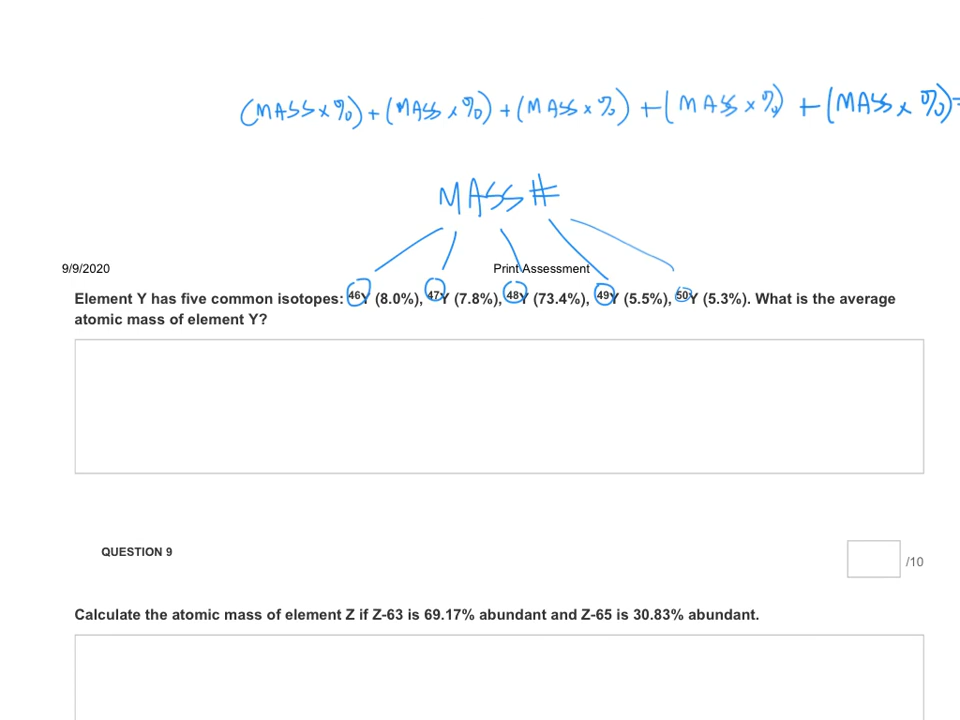 (MASS x %) + (MASS x %) + (MASS x %) + (MASS x %) + (MASS x %) =
MASS #
9/9/2020 Print Assessment
Element Y has five common isotopes: ⁴⁶Y (8.0%), ⁴⁷Y (7.8%), ⁴⁸Y (73.4%), ⁴⁹Y (5.5%), ⁵⁰Y (5.3%). What is the average
atomic mass of element Y?
QUESTION 9
/10
Calculate the atomic mass of element Z if Z-63 is 69.17% abundant and Z-65 is 30.83% abundant.